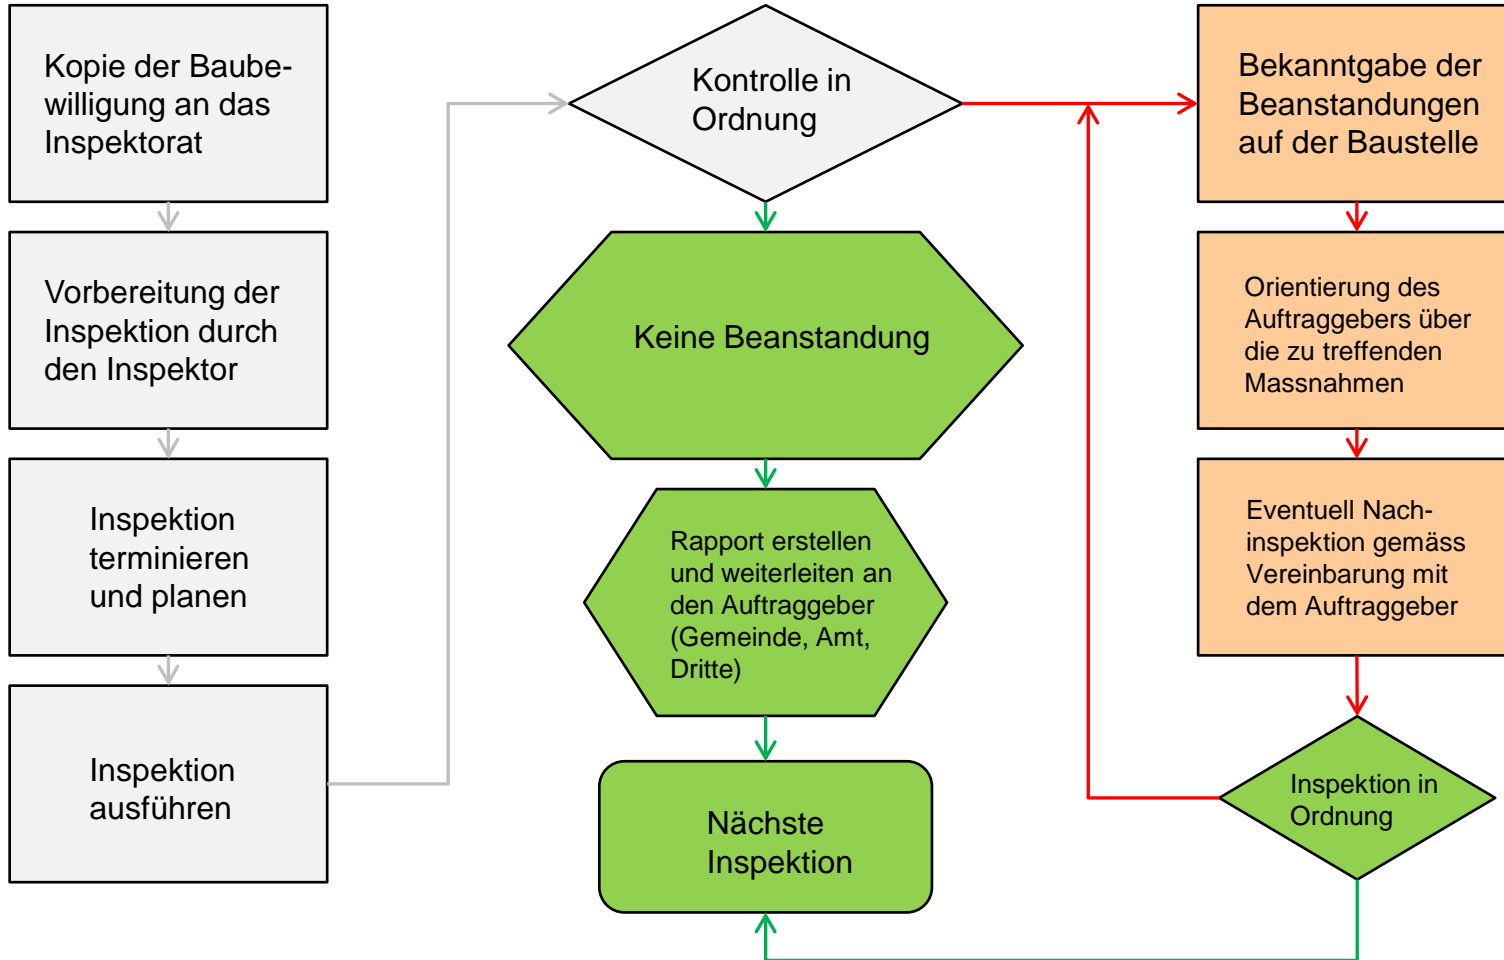 Kopie der Baube-
willigung an das
Inspektorat
Vorbereitung der
Inspektion durch
den Inspektor
Inspektion
terminieren
und planen
Inspektion
ausführen
Kontrolle in
Ordnung
Keine Beanstandung
Rapport erstellen
und weiterleiten an
den Auftraggeber
(Gemeinde, Amt,
Dritte)
Nächste
Inspektion
Bekanntgabe der
Beanstandungen
auf der Baustelle
Orientierung des
Auftraggebers über
die zu treffenden
Massnahmen
Eventuell Nach-
inspektion gemäss
Vereinbarung mit
dem Auftraggeber
Inspektion in
Ordnung